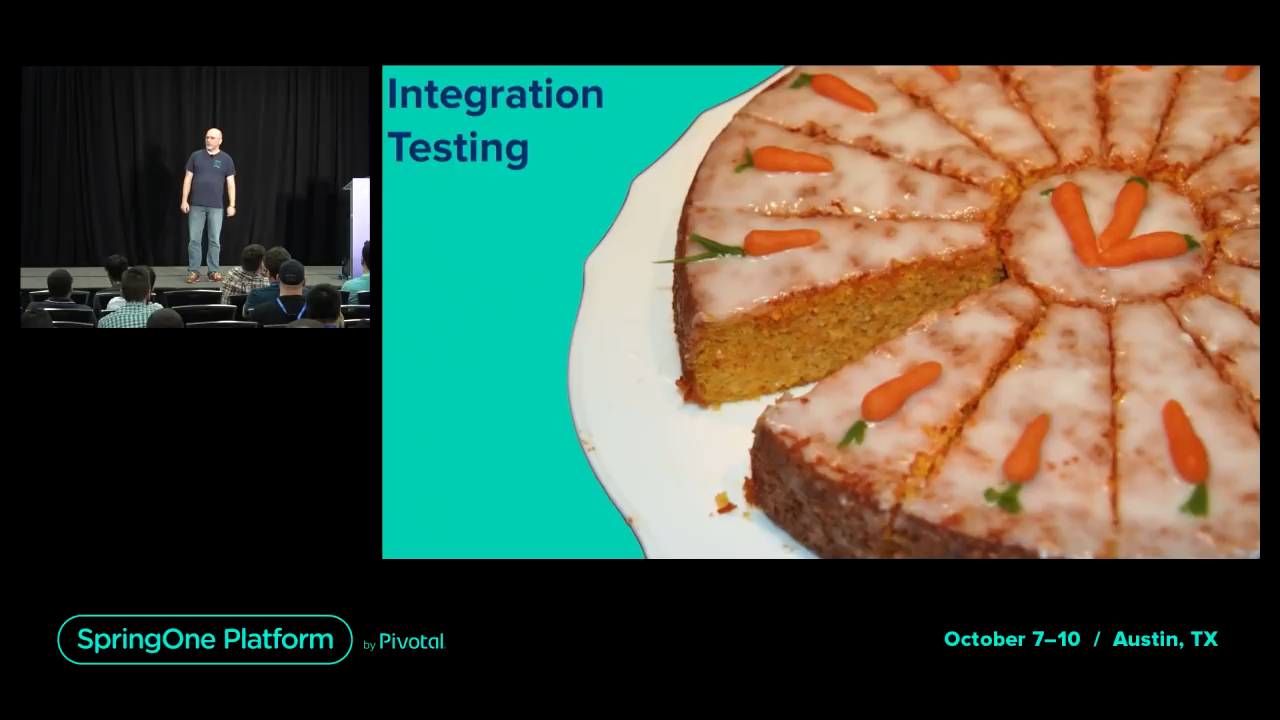 Integration
Testing
SpringOne Platform by Pivotal
October 7–10 / Austin, TX